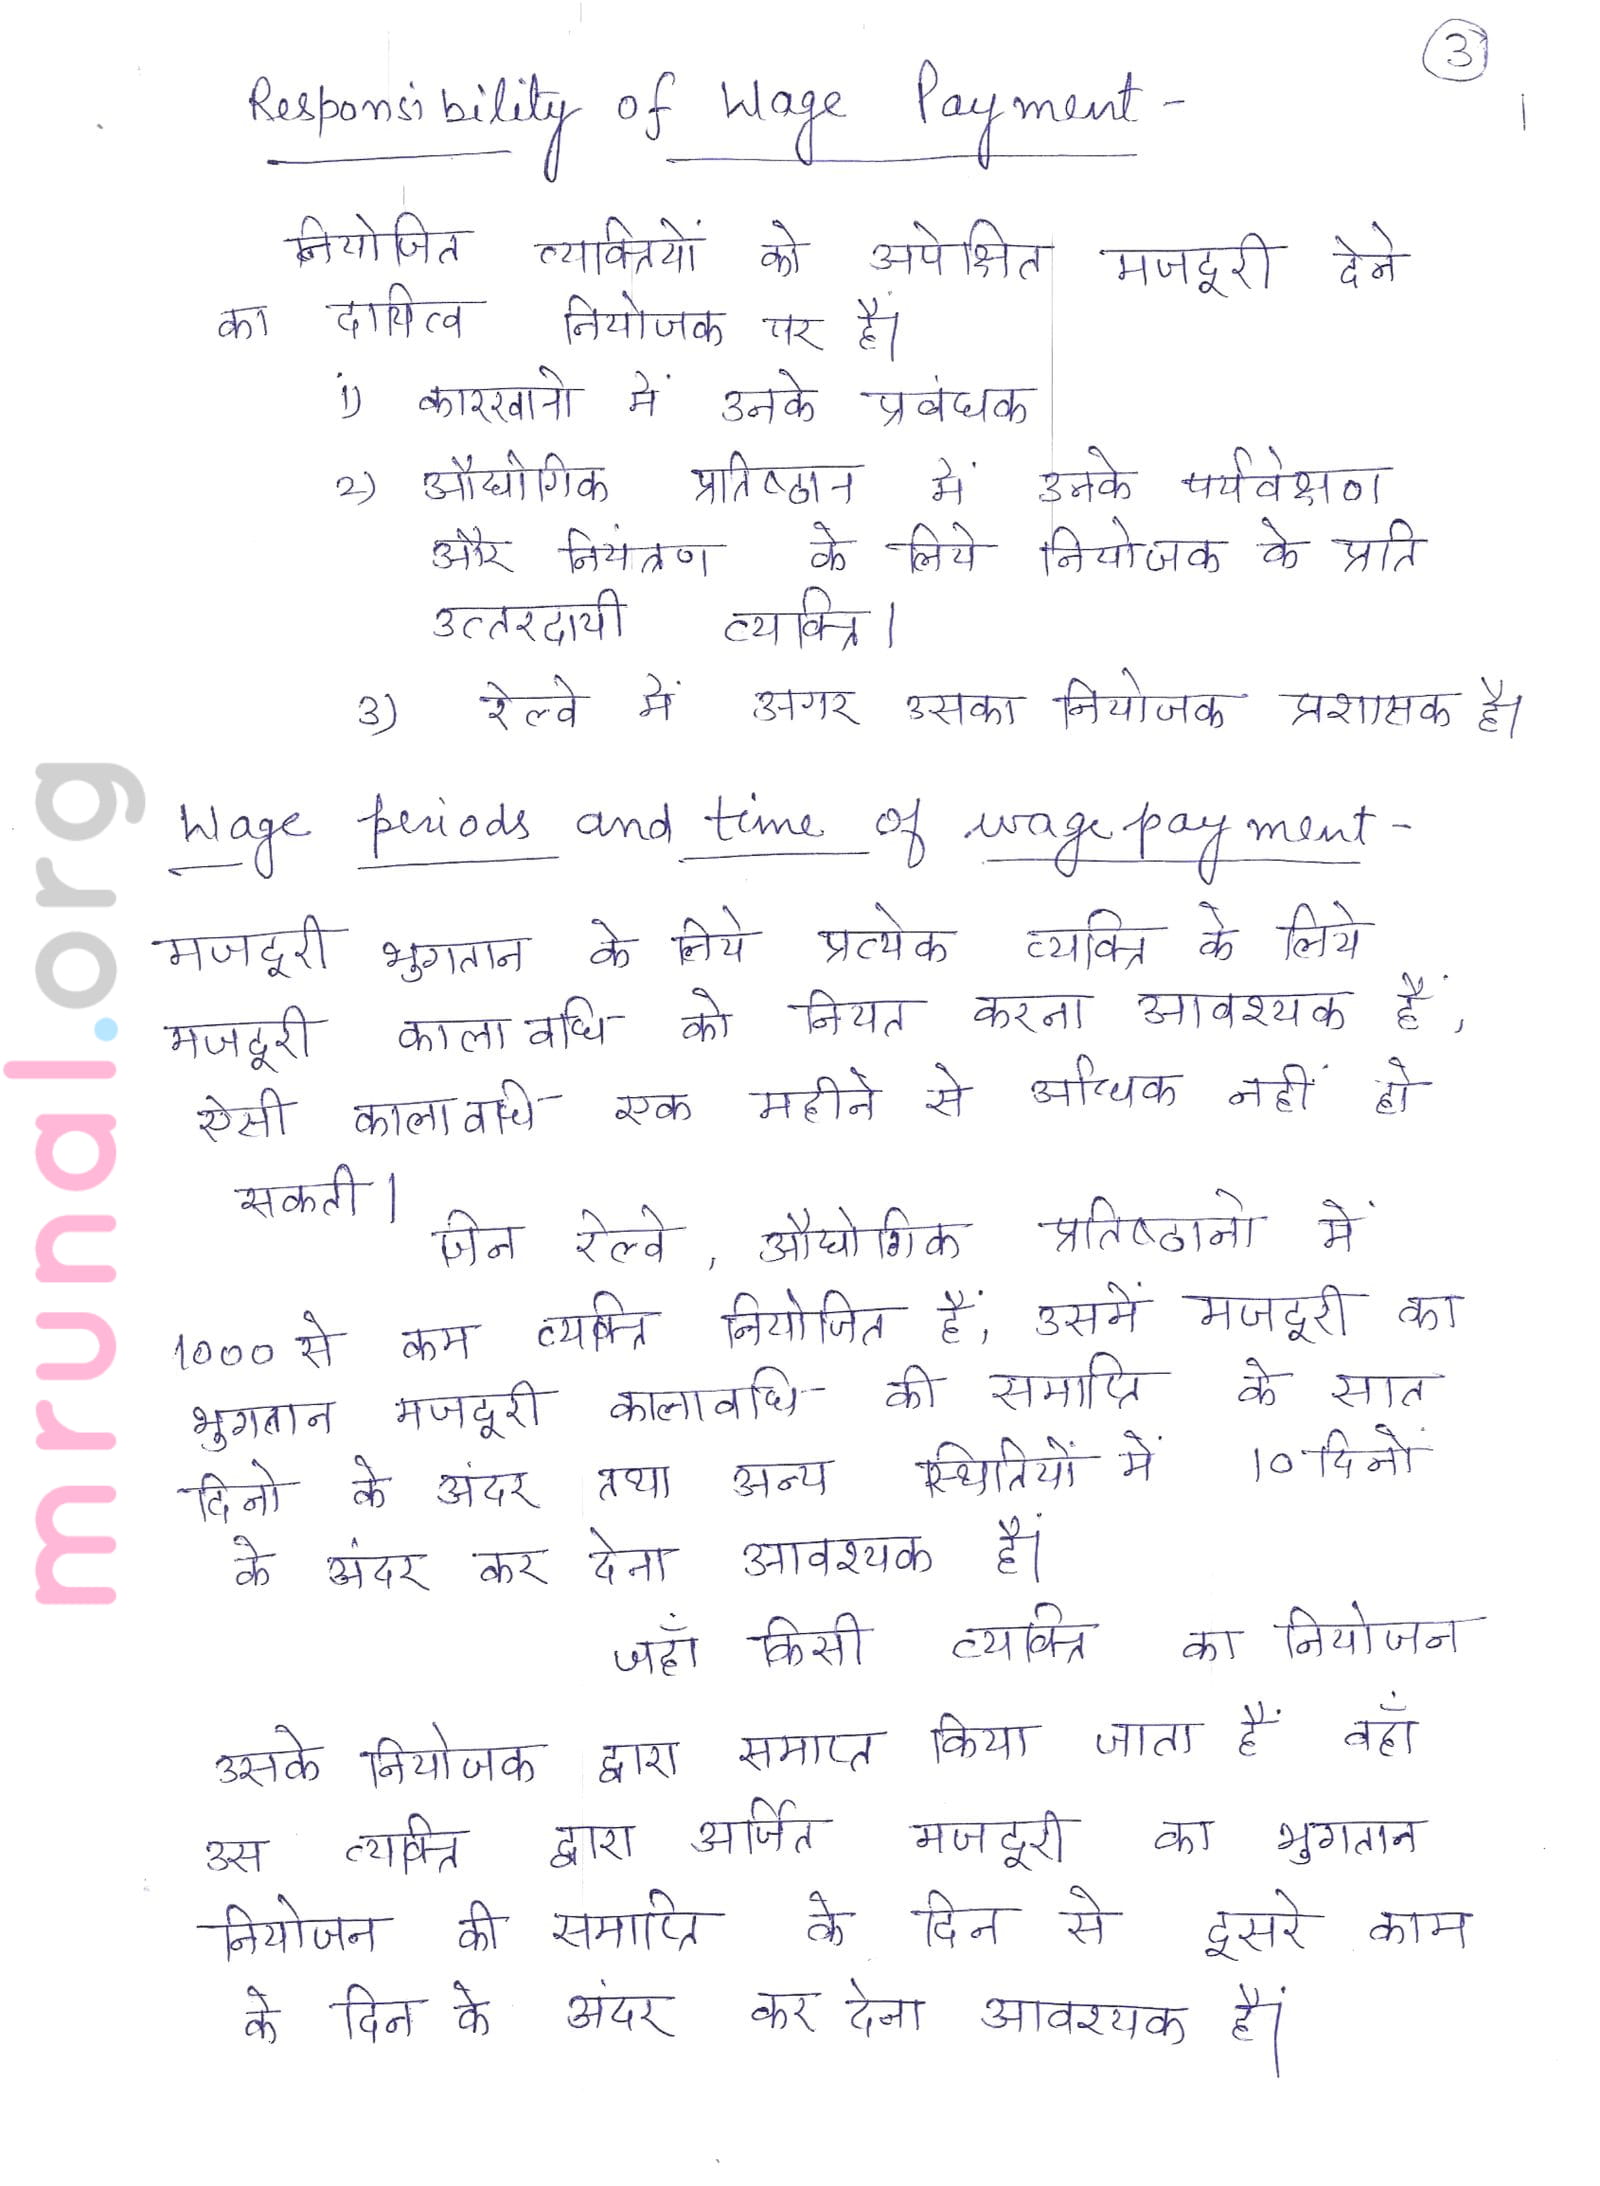 3
Responsibility of Wage Payment -
नियोजित व्यक्तियों को अपेक्षित मजदूरी देने
का दायित्व नियोजक पर हैं।
1) कारखानो में उनके प्रबंधक
2) औद्योगिक प्रतिष्ठान में उनके पर्यवेक्षण
और नियंत्रण के लिये नियोजक के प्रति
उत्तरदायी व्यक्ति।
3) रेल्वे में अगर उसका नियोजक प्रशासक है।
Wage periods and time of wage payment -
मजदूरी भुगतान के लिये प्रत्येक व्यक्ति के लिये
मजदूरी कालावधि को नियत करना आवश्यक हैं,
ऐसी कालावधि एक महीने से अधिक नहीं हो
सकती।
जिन रेल्वे, औद्योगिक प्रतिष्ठानो में
1000 से कम व्यक्ति नियोजित हैं, उसमें मजदूरी का
भुगतान मजदूरी कालावधि की समाप्ति के सात
दिनो के अंदर तथा अन्य स्थितियों में 10 दिनों
के अंदर कर देना आवश्यक हैं।
जहाँ किसी व्यक्ति का नियोजन
उसके नियोजक द्वारा समाप्त किया जाता हैं वहाँ
उस व्यक्ति द्वारा अर्जित मजदूरी का भुगतान
नियोजन की समाप्ति के दिन से दूसरे काम
के दिन के अंदर कर देना आवश्यक हैं।
mrunal.org